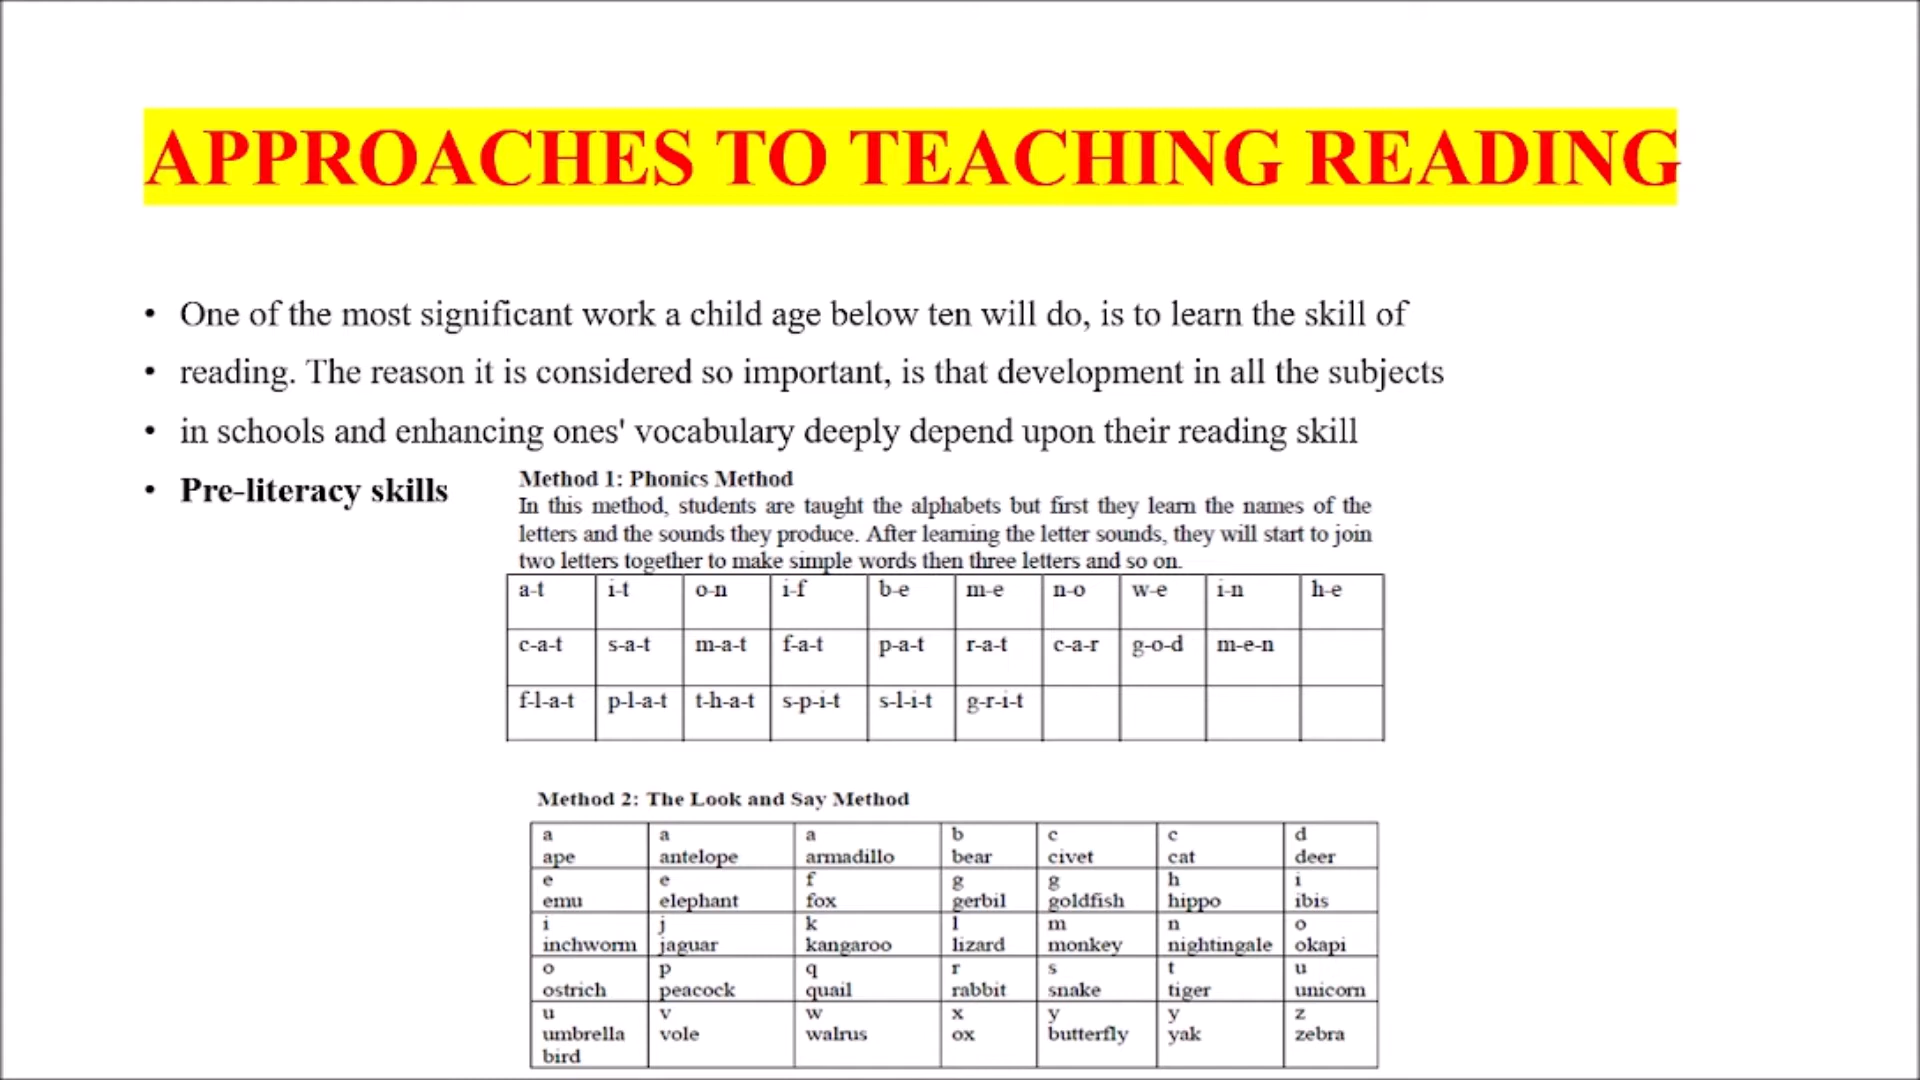 APPROACHES TO TEACHING READING
• One of the most significant work a child age below ten will do, is to learn the skill of
• reading. The reason it is considered so important, is that development in all the subjects
• in schools and enhancing ones' vocabulary deeply depend upon their reading skill
• Pre-literacy skills
Method 1: Phonics Method
In this method, students are taught the alphabets but first they learn the names of the
letters and the sounds they produce. After learning the letter sounds, they will start to join
two letters together to make simple words then three letters and so on.
a-t i-t o-n i-f b-e m-e n-o w-e i-n h-e
c-a-t s-a-t m-a-t f-a-t p-a-t r-a-t c-a-r g-o-d m-e-n
f-l-a-t p-l-a-t t-h-a-t s-p-i-t s-l-i-t g-r-i-t
Method 2: The Look and Say Method
a a a b c c d
ape antelope armadillo bear civet cat deer
e e f g g h i
emu elephant fox gerbil goldfish hippo ibis
i j k l m n o
inchworm jaguar kangaroo lizard monkey nightingale okapi
o p q r s t u
ostrich peacock quail rabbit snake tiger unicorn
u v w x y y z
umbrella vole walrus ox butterfly yak zebra
bird